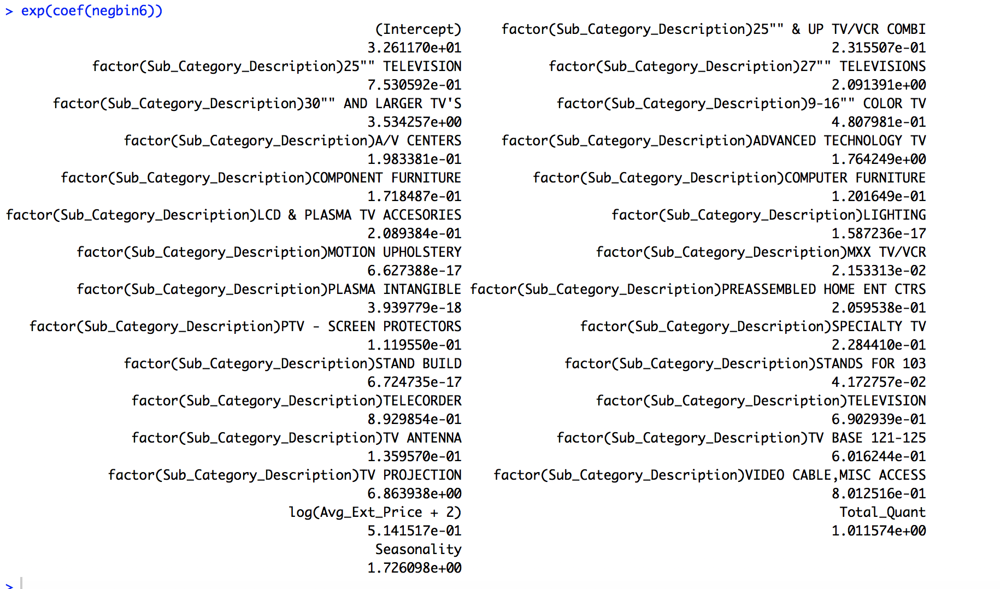 > exp(coef(negbin6))
(Intercept) factor(Sub_Category_Description)25"" & UP TV/VCR COMBI
3.261170e+01 2.315507e-01
factor(Sub_Category_Description)25"" TELEVISION factor(Sub_Category_Description)27"" TELEVISIONS
7.530592e-01 2.091391e+00
factor(Sub_Category_Description)30"" AND LARGER TV'S factor(Sub_Category_Description)9-16"" COLOR TV
3.534257e+00 4.807981e-01
factor(Sub_Category_Description)A/V CENTERS factor(Sub_Category_Description)ADVANCED TECHNOLOGY TV
1.983381e-01 1.764249e+00
factor(Sub_Category_Description)COMPONENT FURNITURE factor(Sub_Category_Description)COMPUTER FURNITURE
1.718487e-01 1.201649e-01
factor(Sub_Category_Description)LCD & PLASMA TV ACCESORIES factor(Sub_Category_Description)LIGHTING
2.089384e-01 1.587236e-17
factor(Sub_Category_Description)MOTION UPHOLSTERY factor(Sub_Category_Description)MXX TV/VCR
6.627388e-17 2.153313e-02
factor(Sub_Category_Description)PLASMA INTANGIBLE factor(Sub_Category_Description)PREASSEMBLED HOME ENT CTRS
3.939779e-18 2.059538e-01
factor(Sub_Category_Description)PTV - SCREEN PROTECTORS factor(Sub_Category_Description)SPECIALTY TV
1.119550e-01 2.284410e-01
factor(Sub_Category_Description)STAND BUILD factor(Sub_Category_Description)STANDS FOR 103
6.724735e-17 4.172757e-02
factor(Sub_Category_Description)TELECORDER factor(Sub_Category_Description)TELEVISION
8.929854e-01 6.902939e-01
factor(Sub_Category_Description)TV ANTENNA factor(Sub_Category_Description)TV BASE 121-125
1.359570e-01 6.016244e-01
factor(Sub_Category_Description)TV PROJECTION factor(Sub_Category_Description)VIDEO CABLE,MISC ACCESS
6.863938e+00 8.012516e-01
log(Avg_Ext_Price + 2) Total_Quant
5.141517e-01 1.011574e+00
Seasonality
1.726098e+00
>